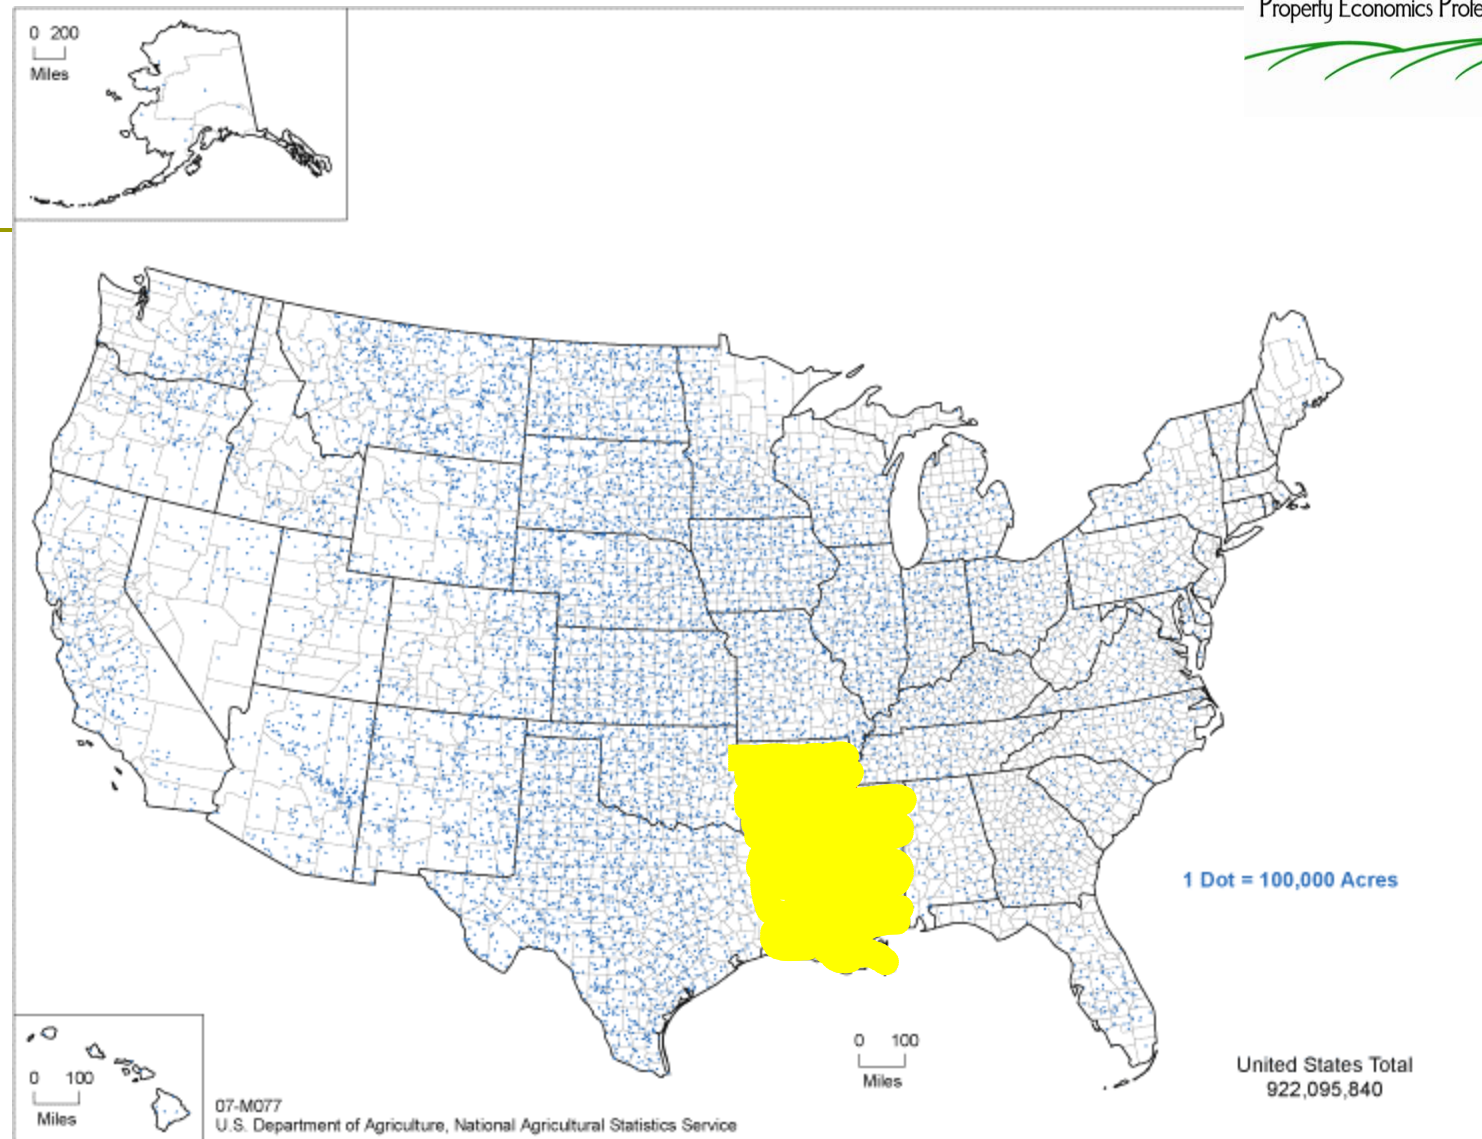 Property Economics
0 200
Miles
1 Dot = 100,000 Acres
0 100
Miles
United States Total
922,095,840
0 100
Miles
07-M077
U.S. Department of Agriculture, National Agricultural Statistics Service